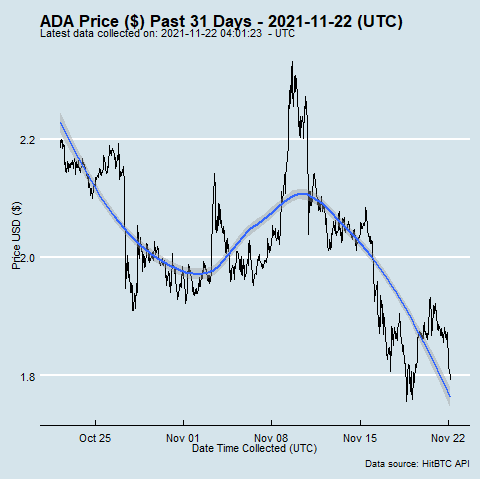 ADA Price ($) Past 31 Days - 2021-11-22 (UTC)
Latest data collected on: 2021-11-22 04:01:23 - UTC
Price USD ($)
2.2
2.0
1.8
Oct 25 Nov 01 Nov 08 Nov 15 Nov 22
Date Time Collected (UTC)
Data source: HitBTC API